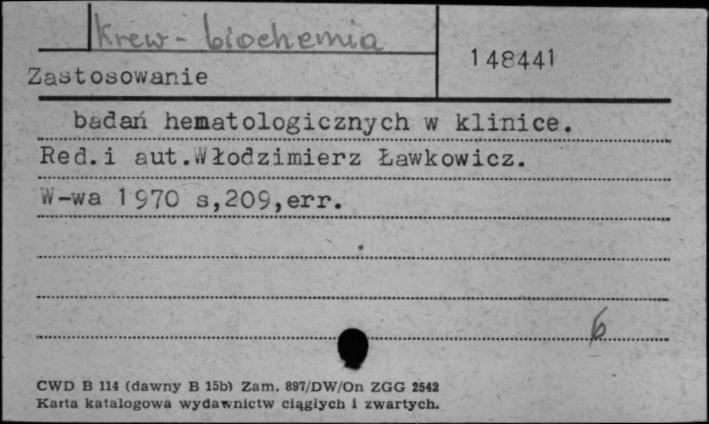 Krew - biochemia
148441
Zastosowanie
badań hematologicznych w klinice.
Red.i aut.Włodzimierz Ławkowicz.
W-wa 1970 s,209,err.
6
CWD B 114 (dawny B 15b) Zam. 897/DW/On ZGG 2542
Karta katalogowa wydawnictw ciągłych i zwartych.